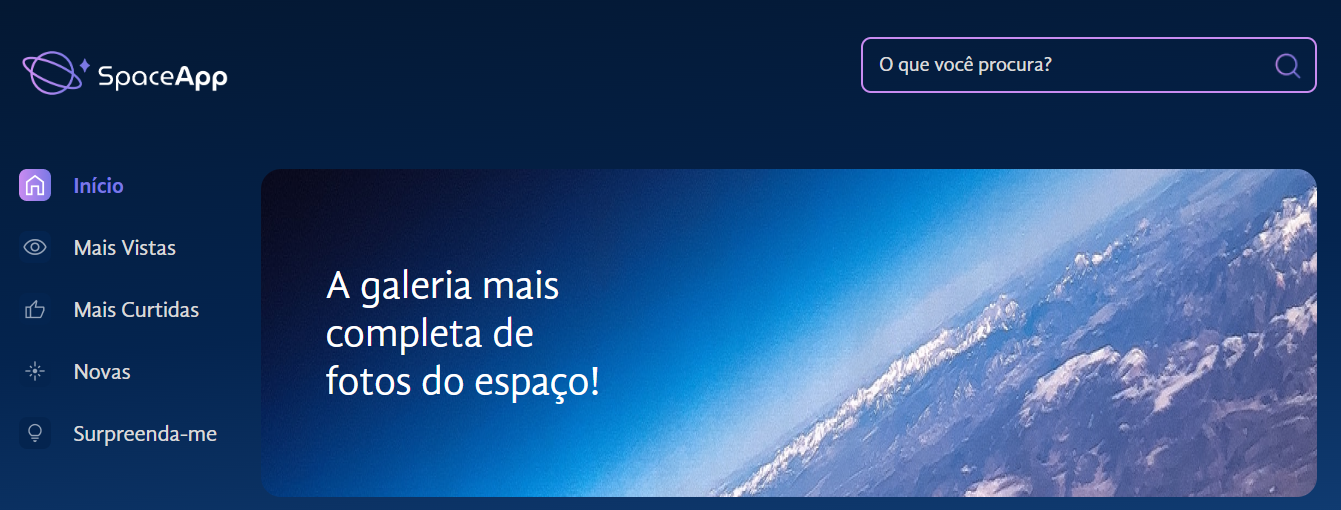 SpaceApp
O que você procura?
Início
Mais Vistas
Mais Curtidas
Novas
Surpreenda-me
A galeria mais
completa de
fotos do espaço!